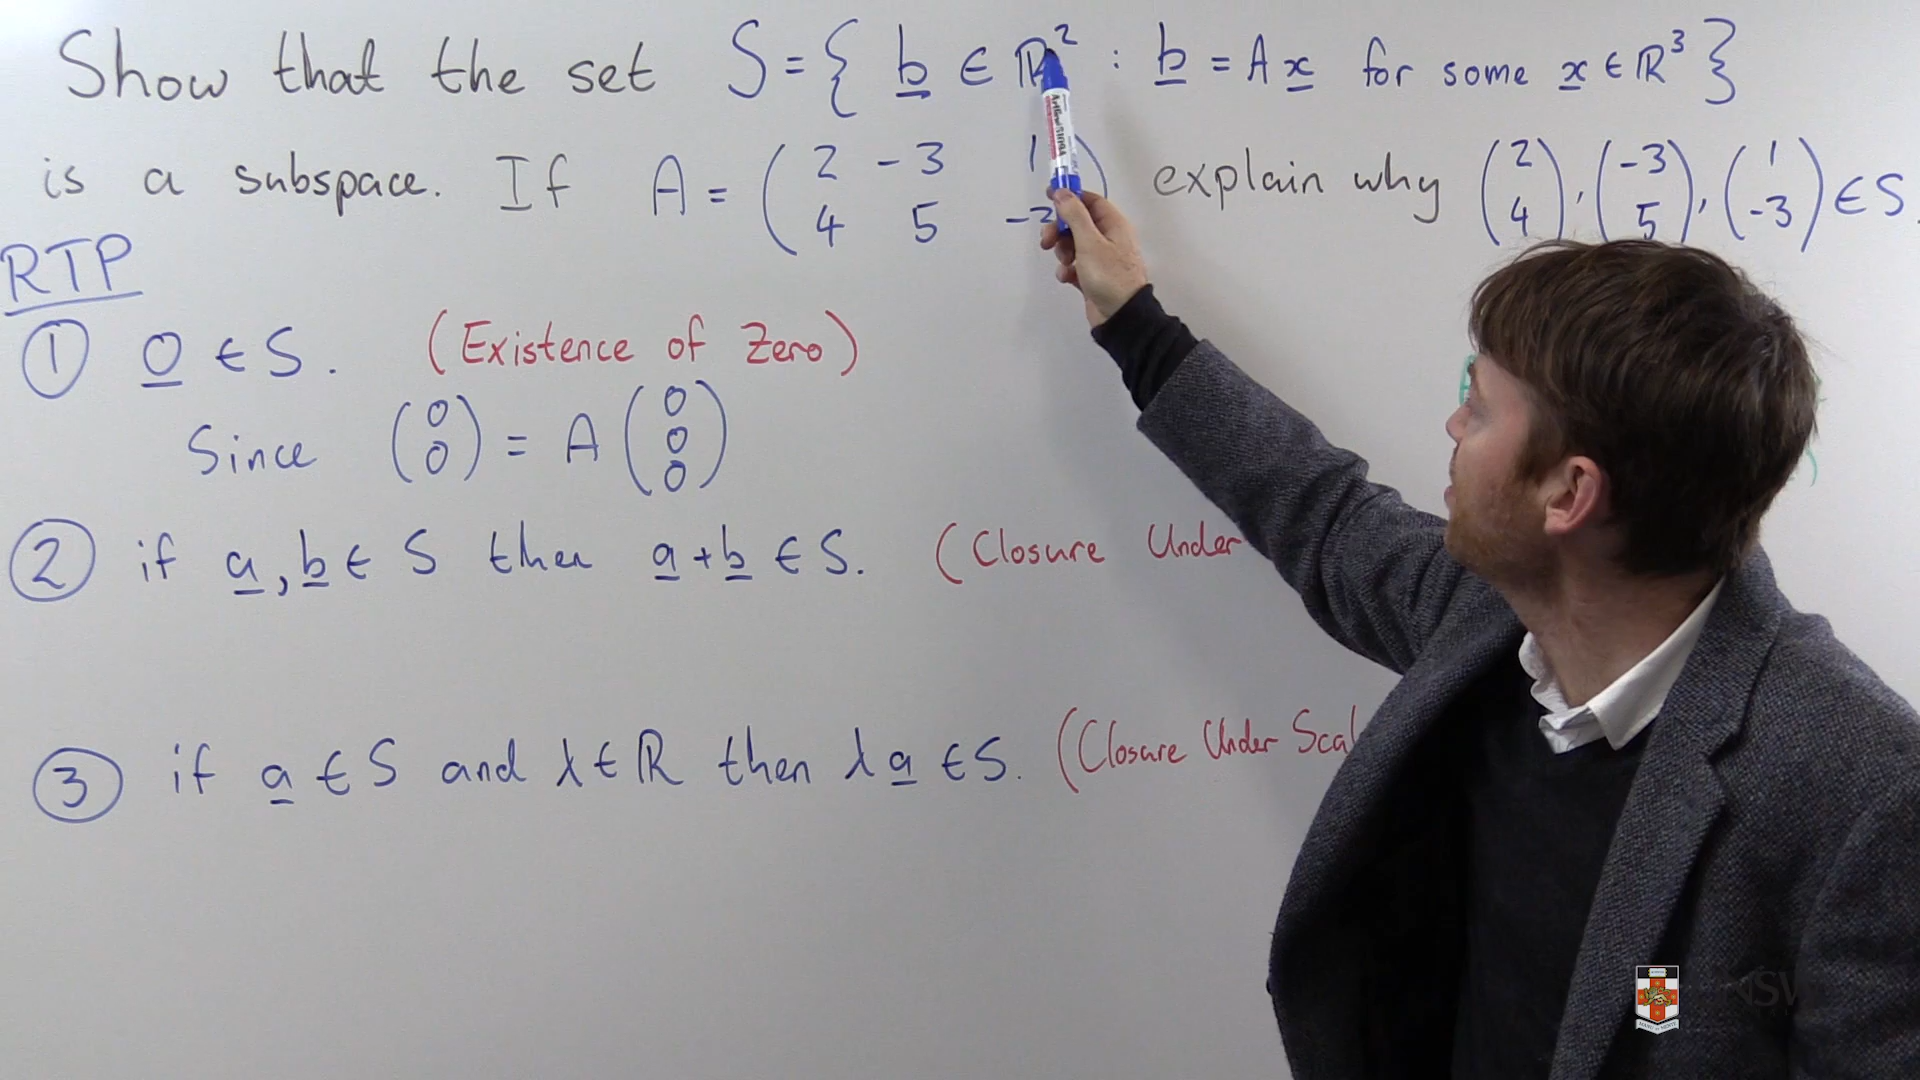 Show that the set S = { b ∈ ℝ² : b = A x for some x ∈ ℝ³ }
is a subspace. If A = ( 2 -3 1 ; 4 5 -3 ) explain why ( 2 ; 4 ), ( -3 ; 5 ), ( 1 ; -3 ) ∈ S.
RTP
① 0 ∈ S. (Existence of Zero)
Since ( 0 ; 0 ) = A ( 0 ; 0 ; 0 )
② if a, b ∈ S then a + b ∈ S. (Closure Under
③ if a ∈ S and λ ∈ ℝ then λ a ∈ S. (Closure Under Scal